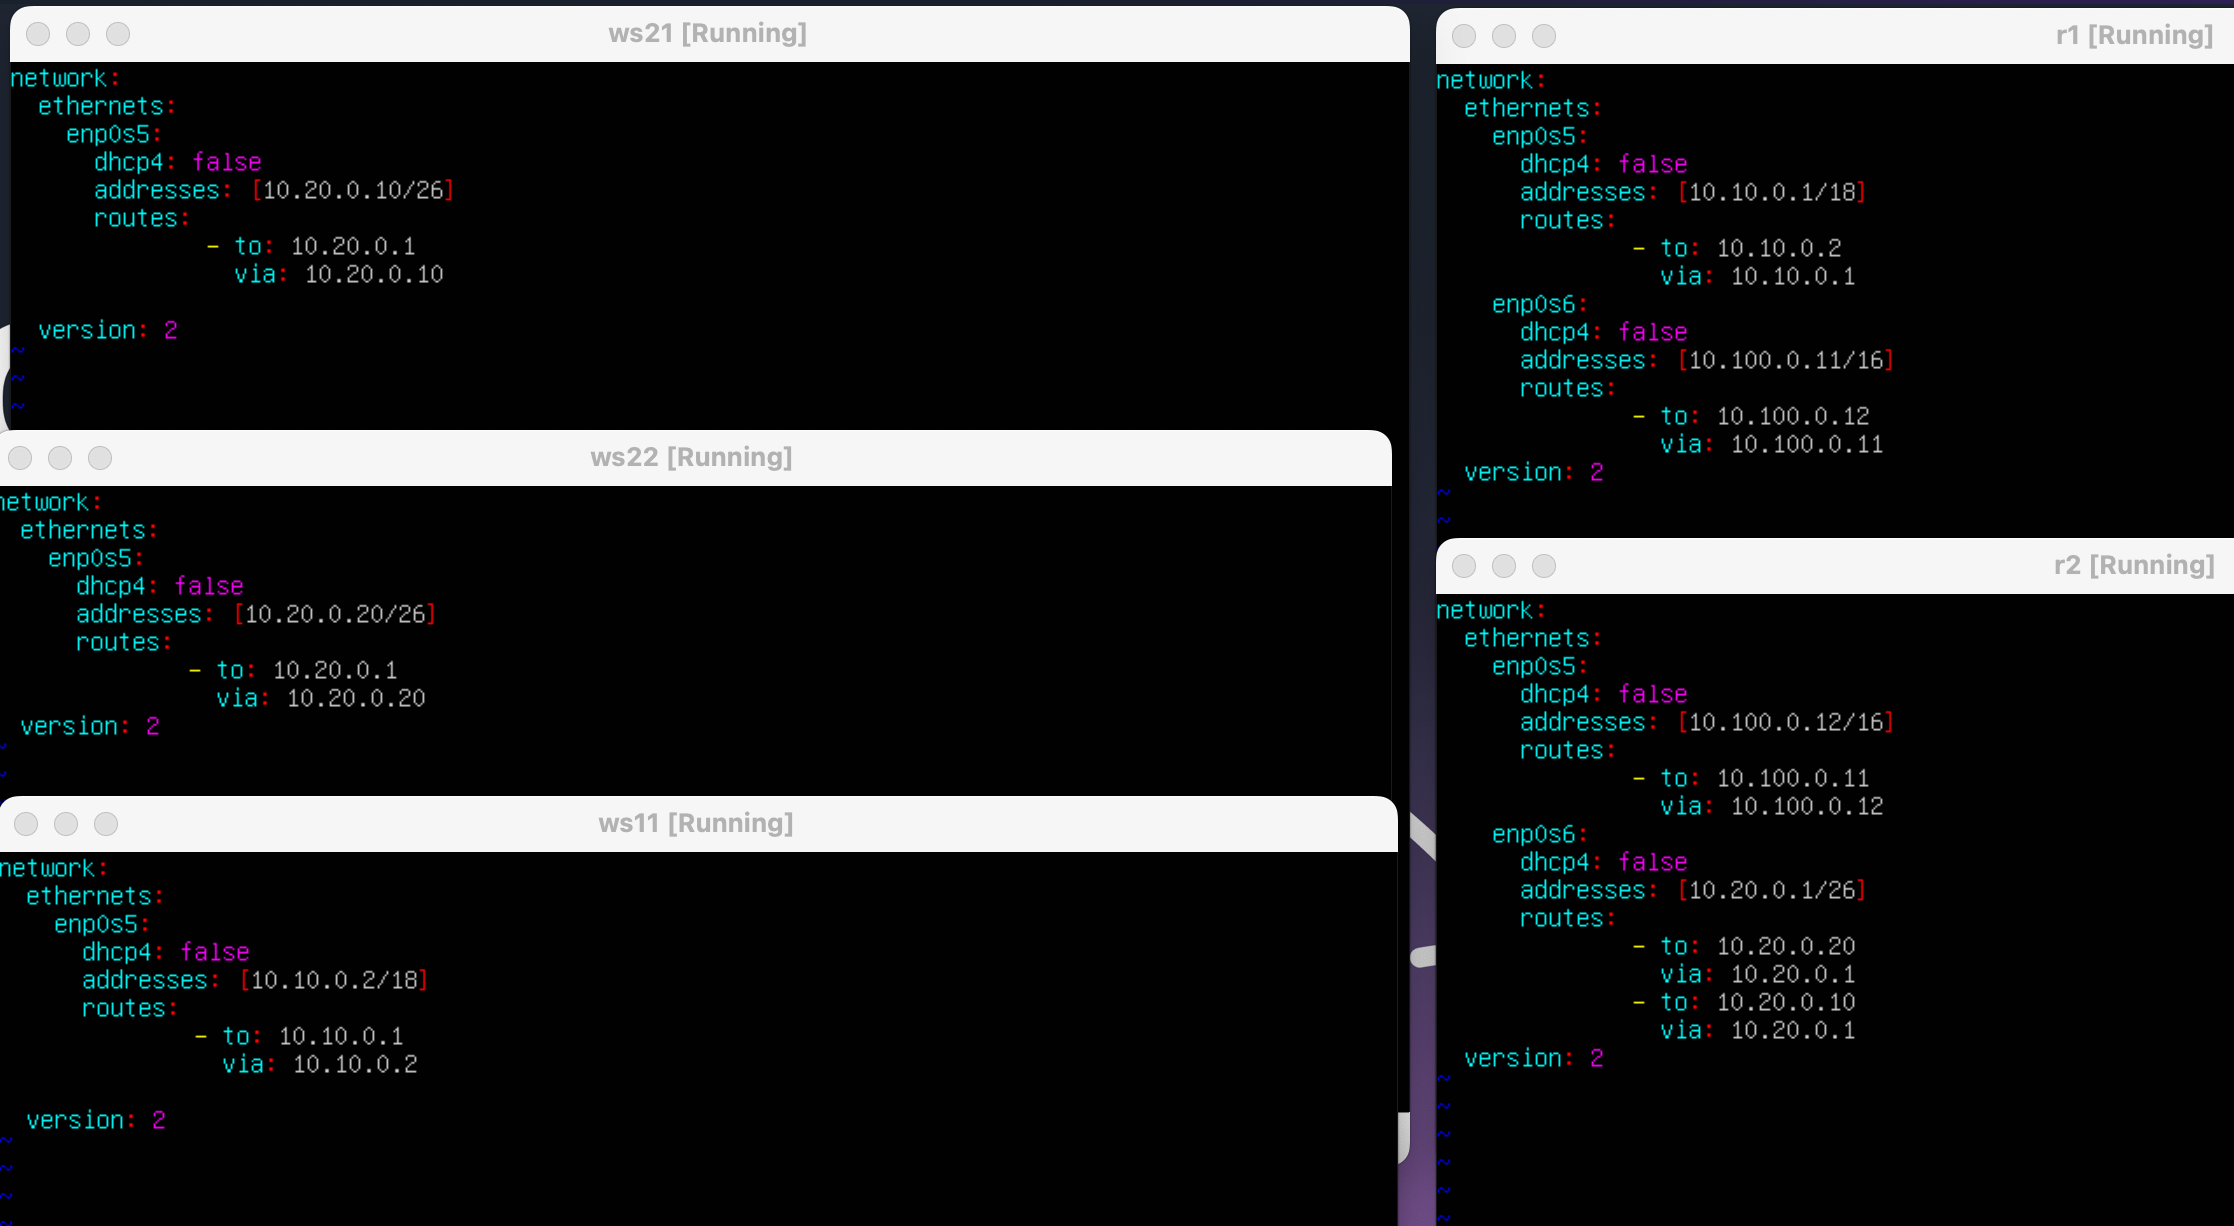 ws21 [Running]
network:
ethernets:
enp0s5:
dhcp4: false
addresses: [10.20.0.10/26]
routes:
- to: 10.20.0.1
via: 10.20.0.10
version: 2
~
~
~
ws22 [Running]
network:
ethernets:
enp0s5:
dhcp4: false
addresses: [10.20.0.20/26]
routes:
- to: 10.20.0.1
via: 10.20.0.20
version: 2
~
~
ws11 [Running]
network:
ethernets:
enp0s5:
dhcp4: false
addresses: [10.10.0.2/18]
routes:
- to: 10.10.0.1
via: 10.10.0.2
version: 2
~
~
~
~
r1 [Running]
network:
ethernets:
enp0s5:
dhcp4: false
addresses: [10.10.0.1/18]
routes:
- to: 10.10.0.2
via: 10.10.0.1
enp0s6:
dhcp4: false
addresses: [10.100.0.11/16]
routes:
- to: 10.100.0.12
via: 10.100.0.11
version: 2
~
~
r2 [Running]
network:
ethernets:
enp0s5:
dhcp4: false
addresses: [10.100.0.12/16]
routes:
- to: 10.100.0.11
via: 10.100.0.12
enp0s6:
dhcp4: false
addresses: [10.20.0.1/26]
routes:
- to: 10.20.0.20
via: 10.20.0.1
- to: 10.20.0.10
via: 10.20.0.1
version: 2
~
~
~
~
~
~